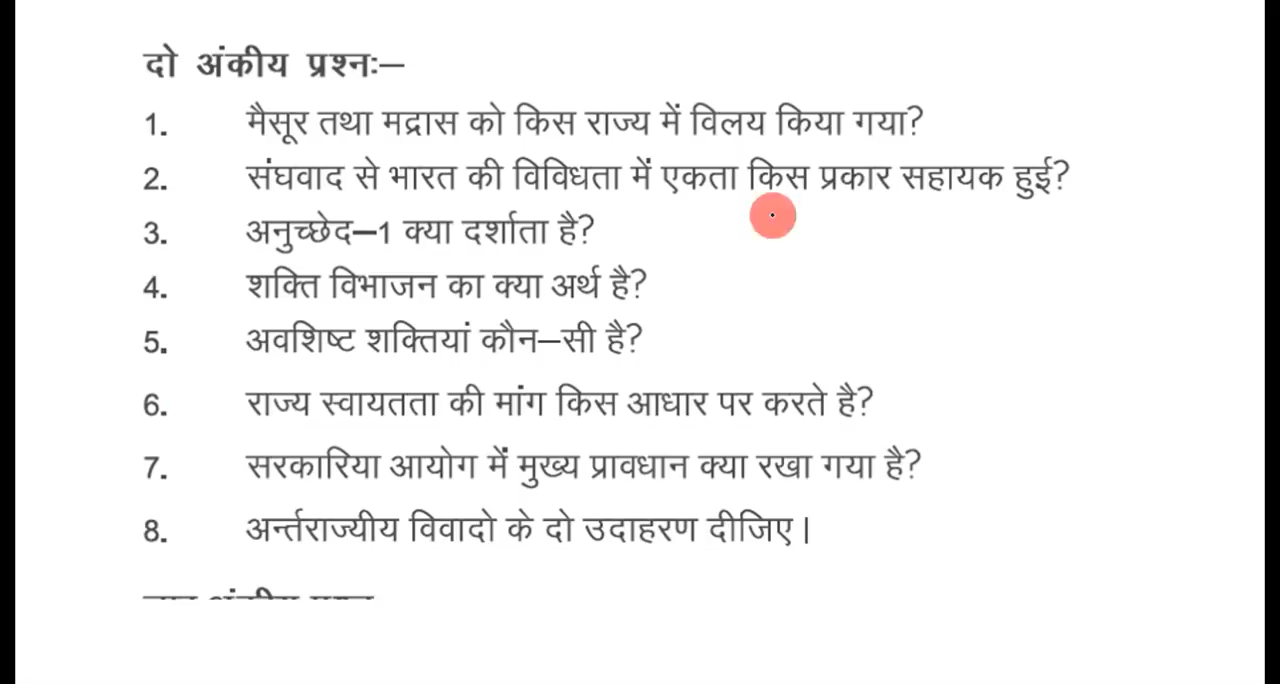 दो अंकीय प्रश्नः–
1. मैसूर तथा मद्रास को किस राज्य में विलय किया गया?
2. संघवाद से भारत की विविधता में एकता किस प्रकार सहायक हुई?
3. अनुच्छेद–1 क्या दर्शाता है?
4. शक्ति विभाजन का क्या अर्थ है?
5. अवशिष्ट शक्तियां कौन–सी है?
6. राज्य स्वायतता की मांग किस आधार पर करते है?
7. सरकारिया आयोग में मुख्य प्रावधान क्या रखा गया है?
8. अर्न्तराज्यीय विवादो के दो उदाहरण दीजिए।